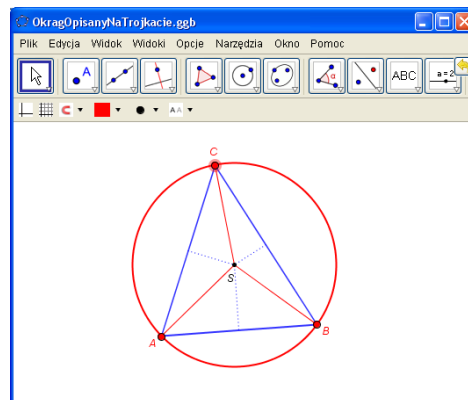 OkragOpisanyNaTrojkacie.ggb
Plik Edycja Widok Widoki Opcje Narzędzia Okno Pomoc
A α ABC a=2
A A
C
S
A B